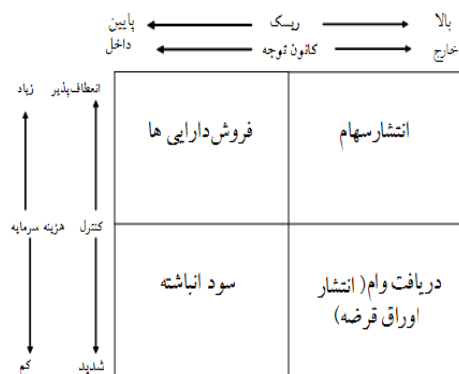 بالا ریسک پایین
خارج کانون توجه داخل
انعطاف‌پذیر زیاد
انتشارسهام فروش‌دارایی ها
کنترل هزینه سرمایه
دریافت وام( انتشار
اوراق قرضه)
سود انباشته
شدید کم